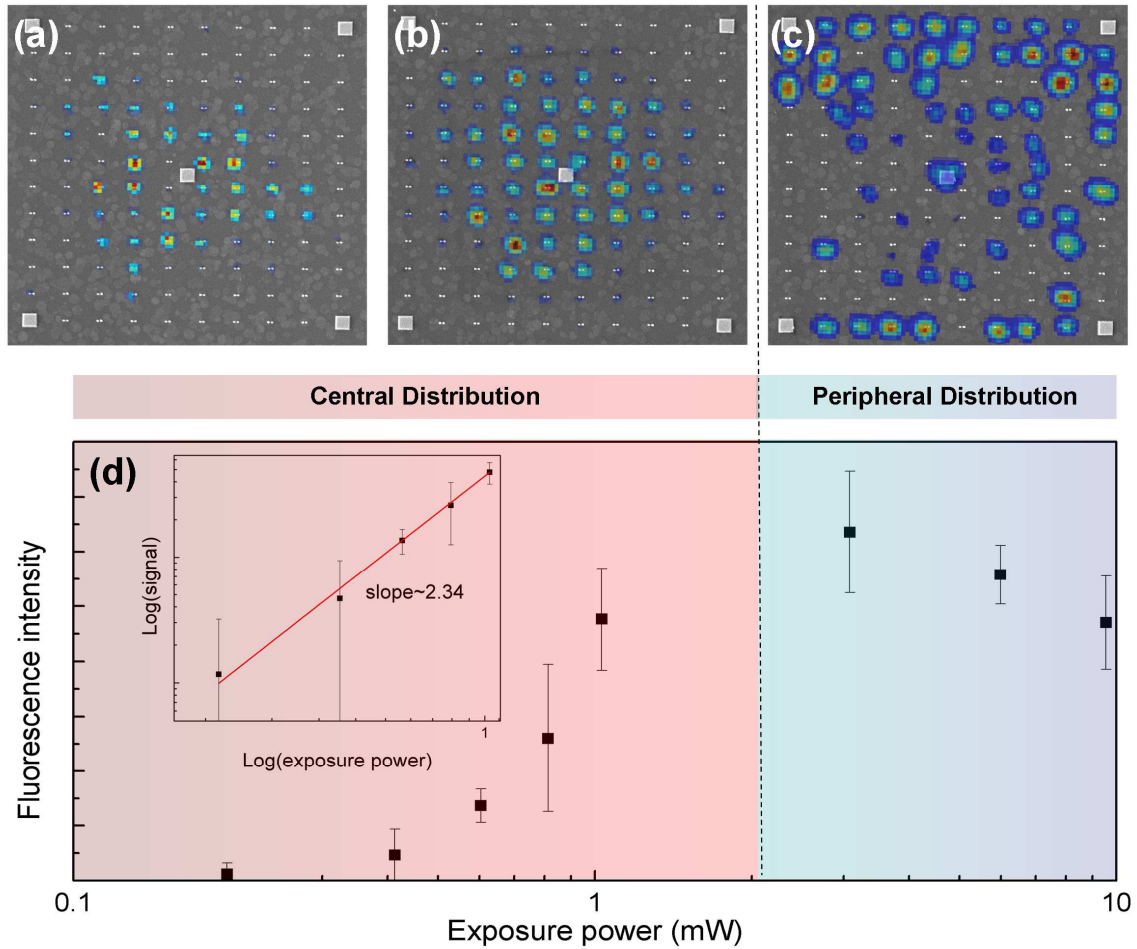 (a)
(b)
(c)
Central Distribution
Peripheral Distribution
(d)
Log(signal)
slope~2.34
1
Log(exposure power)
Fluorescence intensity
0.1
1
10
Exposure power (mW)